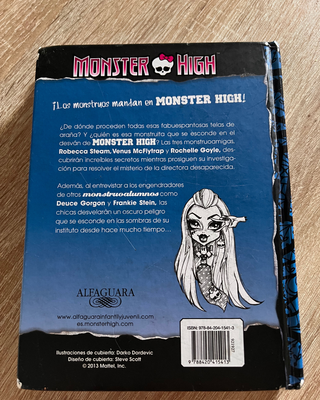 MONSTER HIGH
¡Los monstruos mandan en MONSTER HIGH!
¿De dónde proceden todas esas fabuespantosas telas de
araña? Y ¿quién es esa monstruita que se esconde en el
desván de MONSTER HIGH? Las tres monstruoamigas,
Robecca Steam, Venus McFlytrap y Rochelle Goyle, des-
cubrirán increíbles secretos mientras prosiguen su investiga-
ción para resolver el misterio de la directora desaparecida.
Además, al entrevistar a los engendradores
de otros monstruoalumnos como
Deuce Gorgon y Frankie Stein, las
chicas desvelarán un oscuro peligro
que se esconde en las sombras de su
instituto desde hace mucho tiempo...
ALFAGUARA
www.alfaguarainfantilyjuvenil.com
es.monsterhigh.com
Ilustraciones de cubierta: Darko Dordevic
Diseño de cubierta: Steve Scott
© 2013 Mattel, Inc.
ISBN: 978-84-204-1541-3
9 788420 415413